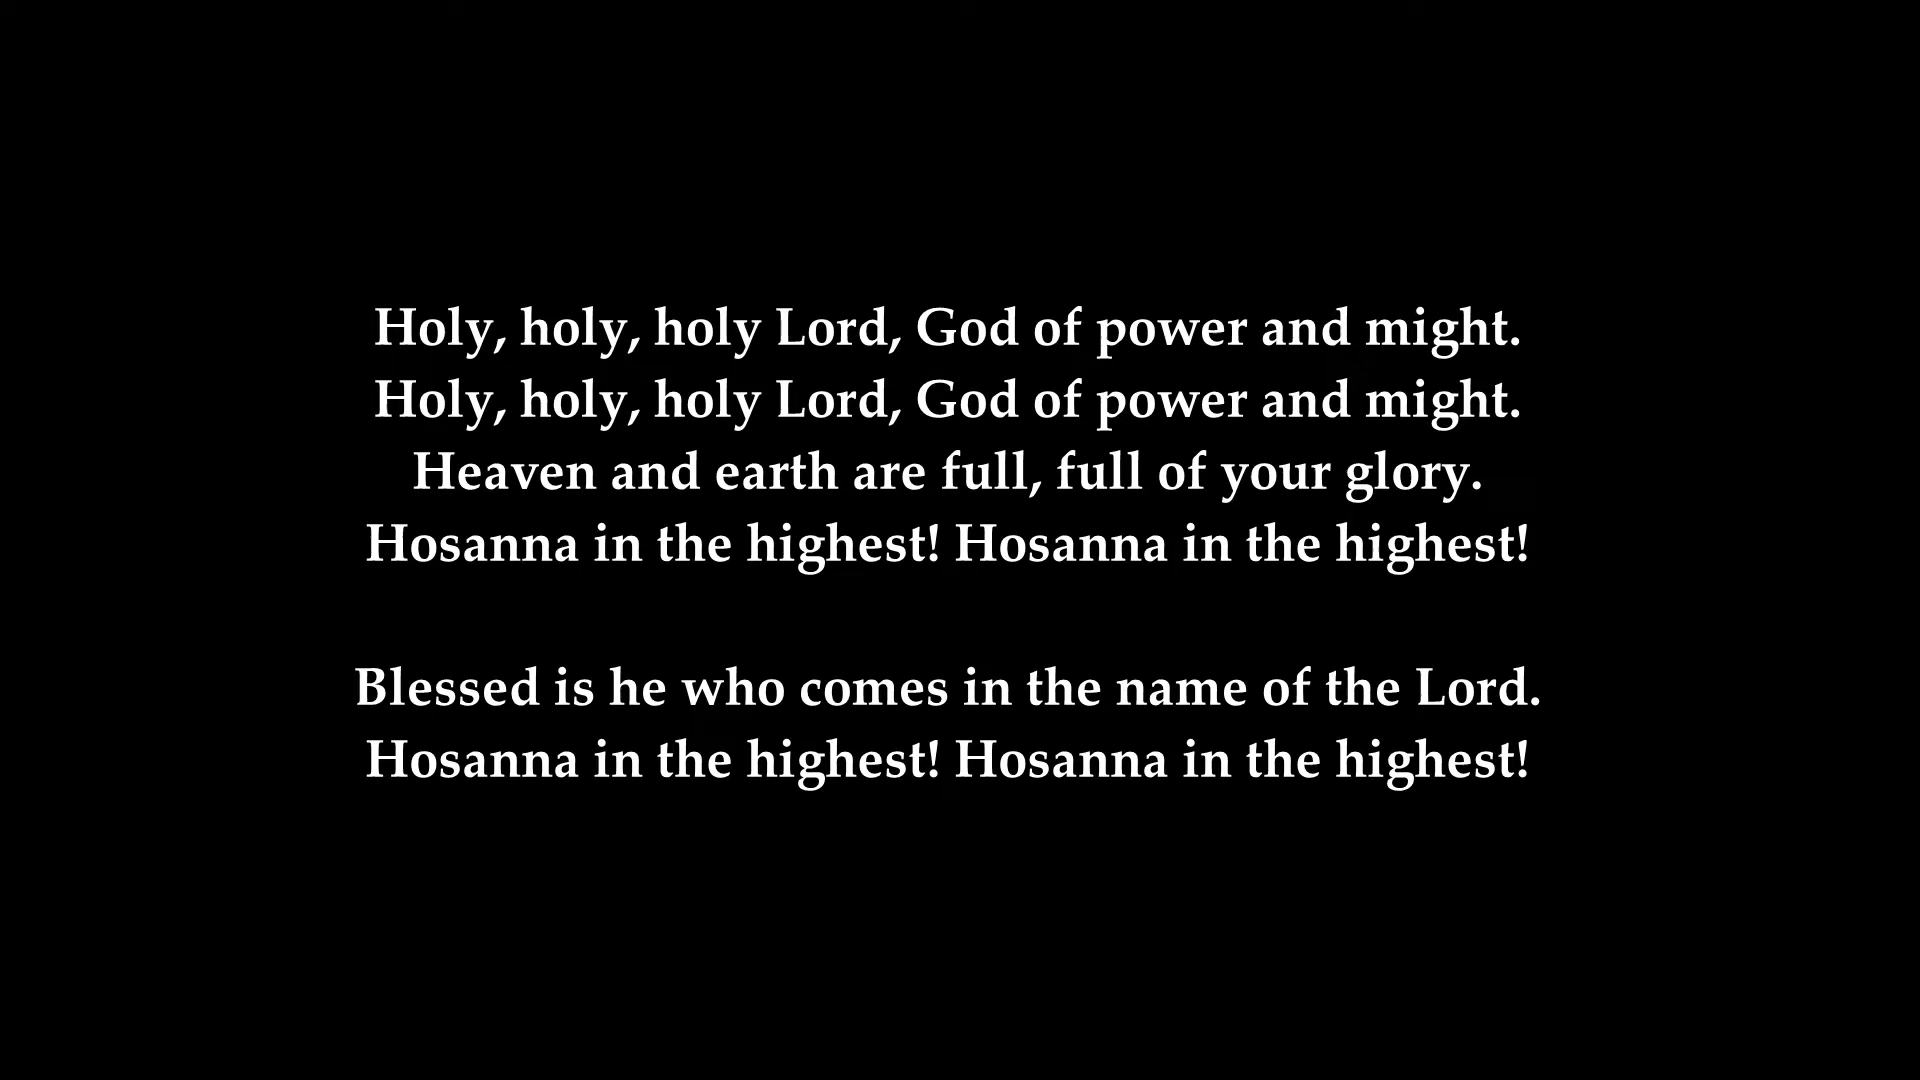 Holy, holy, holy Lord, God of power and might.
Holy, holy, holy Lord, God of power and might.
Heaven and earth are full, full of your glory.
Hosanna in the highest! Hosanna in the highest!
Blessed is he who comes in the name of the Lord.
Hosanna in the highest! Hosanna in the highest!